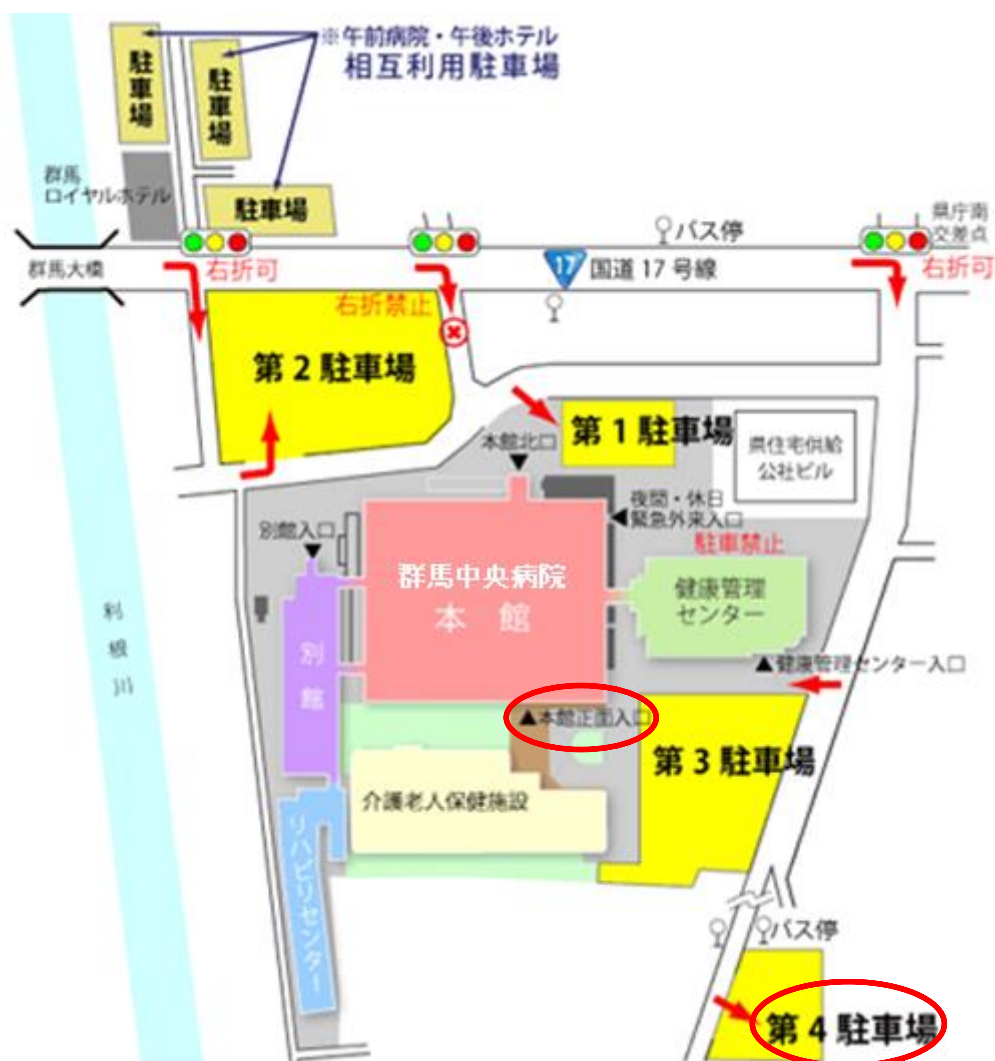 ※午前病院・午後ホテル
相互利用駐車場
駐車場
駐車場
駐車場
群馬
ロイヤルホテル
バス停
県庁南
交差点
群馬大橋
右折可
右折禁止
17
国道 17 号線
右折可
第 2 駐車場
第 1 駐車場
本館北口
県住宅供給
公社ビル
夜間・休日
緊急外来入口
駐車禁止
別館入口
群馬中央病院
本 館
健康管理
センター
利根川
別館
▲健康管理センター入口
▲本館正面入口
第 3 駐車場
介護老人保健施設
リハビリセンター
バス停
第 4 駐車場